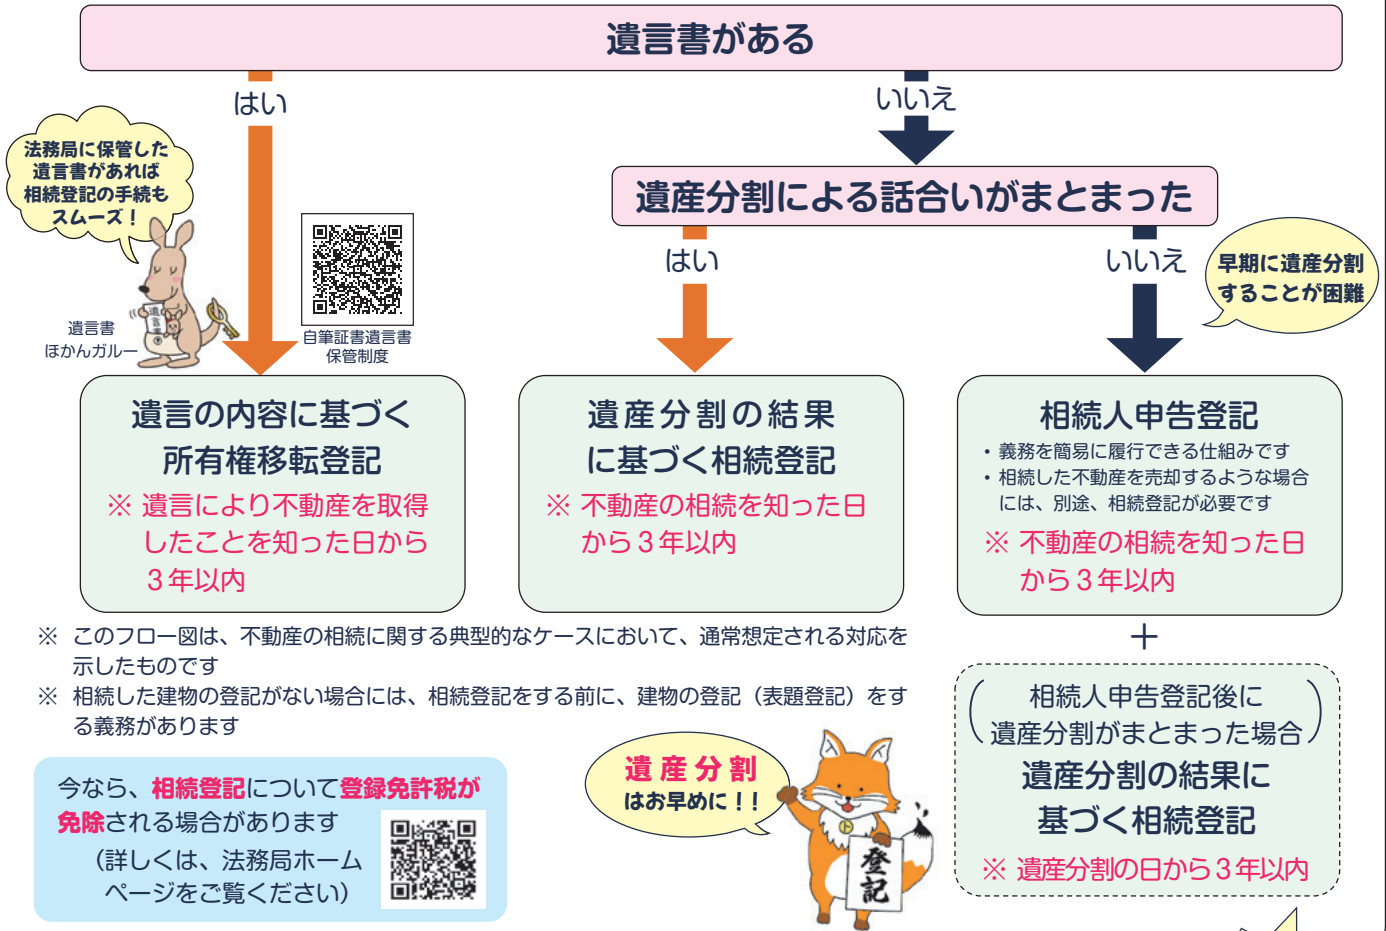 遺言書がある
はい
いいえ
法務局に保管した
遺言書があれば
相続登記の手続も
スムーズ！
遺言書
遺言書
ほかんガルー
自筆証書遺言書
保管制度
遺産分割による話合いがまとまった
はい
いいえ
早期に遺産分割
することが困難
遺言の内容に基づく
所有権移転登記
※ 遺言により不動産を取得
したことを知った日から
３年以内
遺産分割の結果
に基づく相続登記
※ 不動産の相続を知った日
から３年以内
相続人申告登記
・義務を簡易に履行できる仕組みです
・相続した不動産を売却するような場合
には、別途、相続登記が必要です
※ 不動産の相続を知った日
から３年以内
＋
（相続人申告登記後に
遺産分割がまとまった場合）
遺産分割の結果に
基づく相続登記
※ 遺産分割の日から３年以内
※ このフロー図は、不動産の相続に関する典型的なケースにおいて、通常想定される対応を
示したものです
※ 相続した建物の登記がない場合には、相続登記をする前に、建物の登記（表題登記）をす
る義務があります
今なら、相続登記について登録免許税が
免除される場合があります
（詳しくは、法務局ホーム
ページをご覧ください）
遺産分割
はお早めに！！
ト
登記